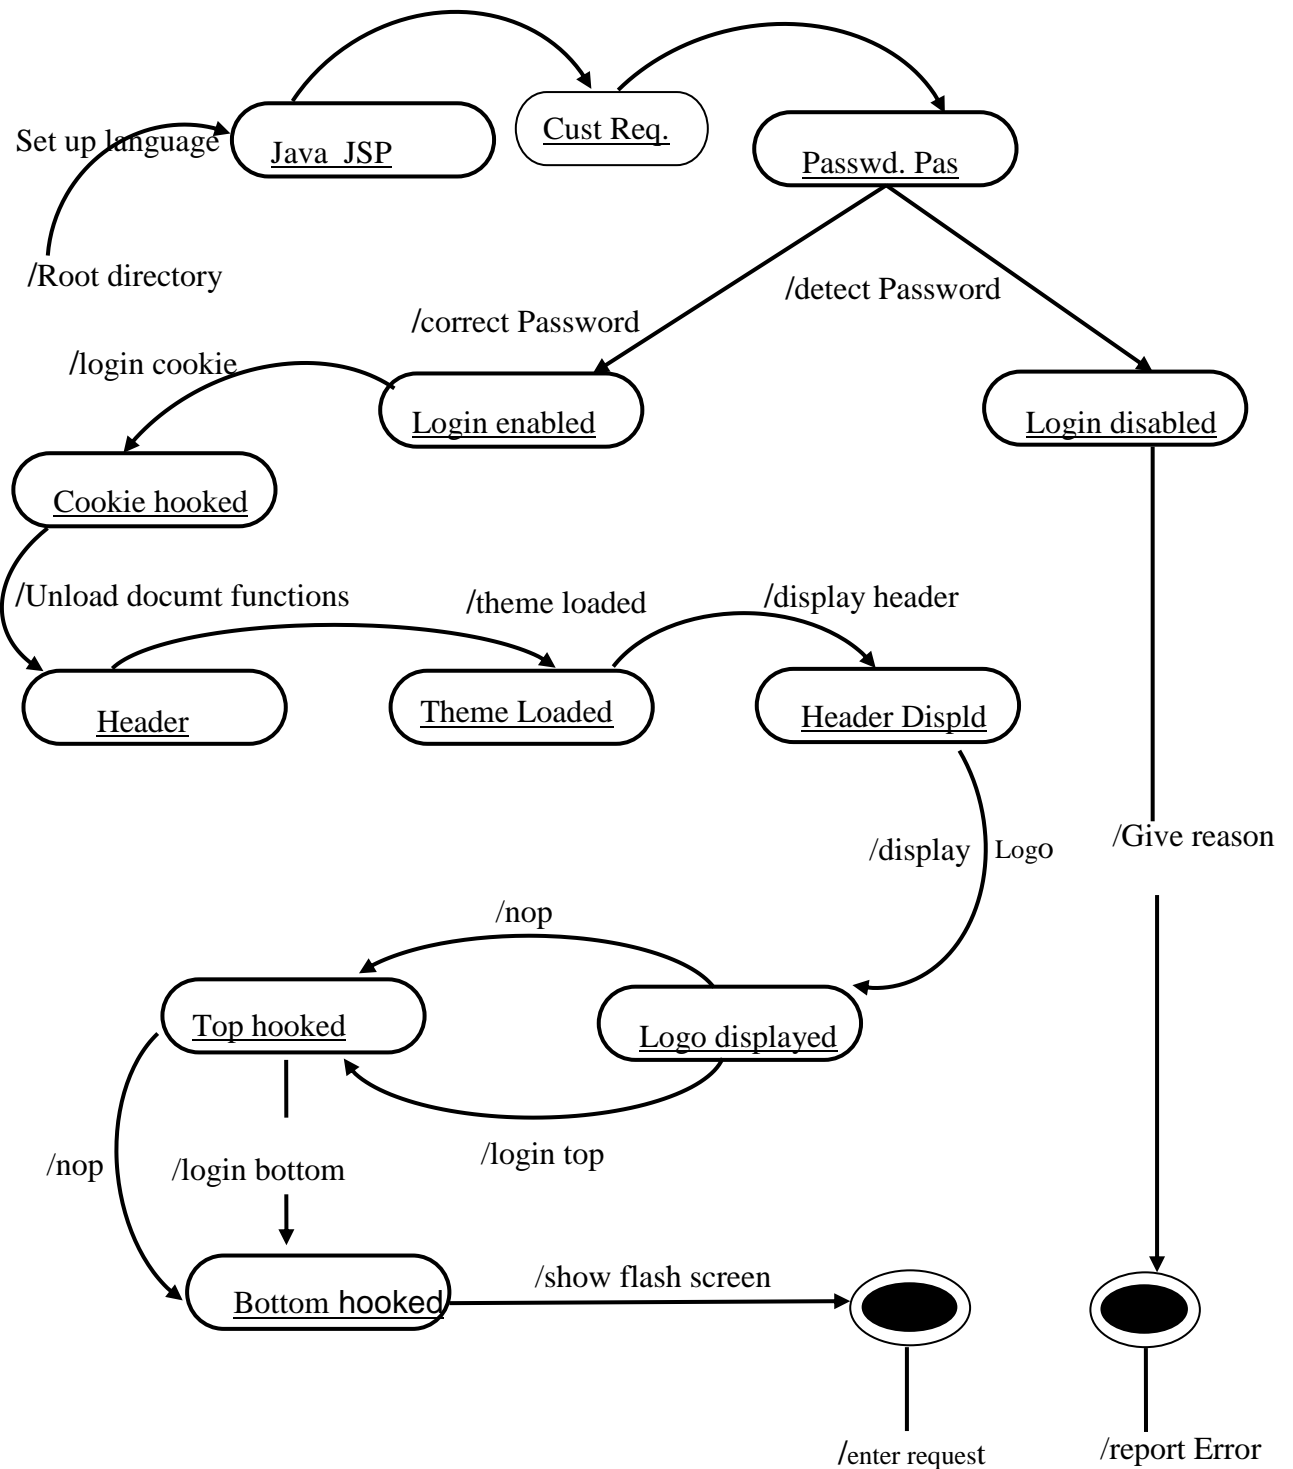 Cust Req.
Set up language
Java JSP
Passwd. Pas
/Root directory
/detect Password
/correct Password
/login cookie
Login enabled
Login disabled
Cookie hooked
/Unload documt functions
/theme loaded
/display header
Header
Theme Loaded
Header Displd
/display Logo
/Give reason
/nop
Top hooked
Logo displayed
/nop
/login bottom
/login top
/show flash screen
Bottom hooked
/enter request
/report Error